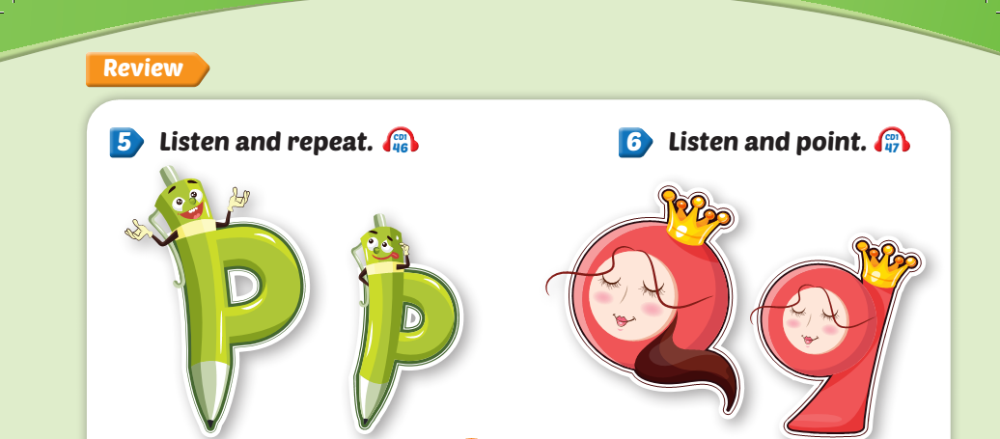 Review
5 Listen and repeat. CD1 46
6 Listen and point. CD1 47
P p
Q q